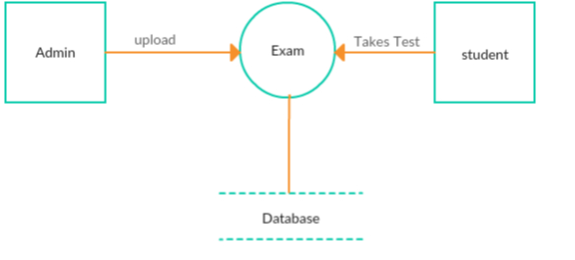 Admin
upload
Exam
Takes Test
student
Database